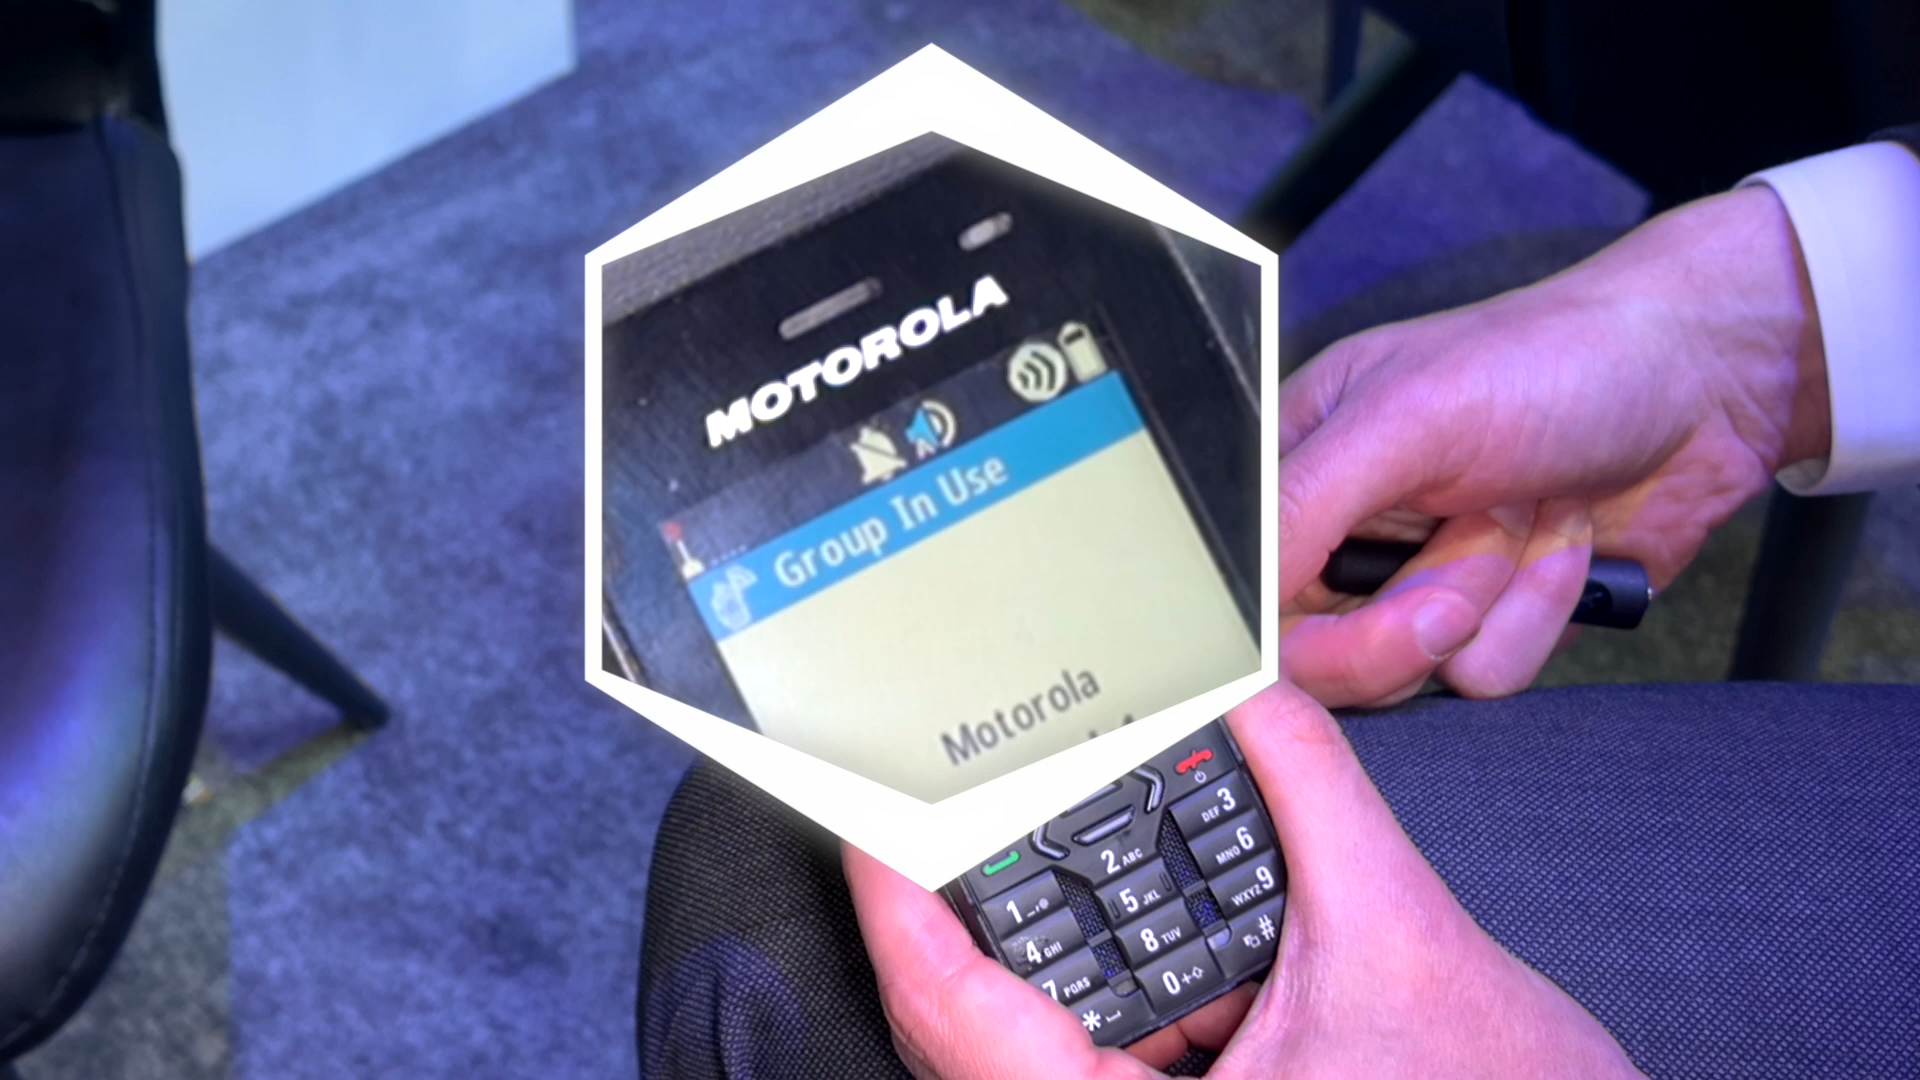 MOTOROLA
Group In Use
Motorola
DEF 3
2 ABC
MNO 6
1
5 JKL
WXYZ 9
4 GHI
8 TUV
#
7 PQRS
0 +
*